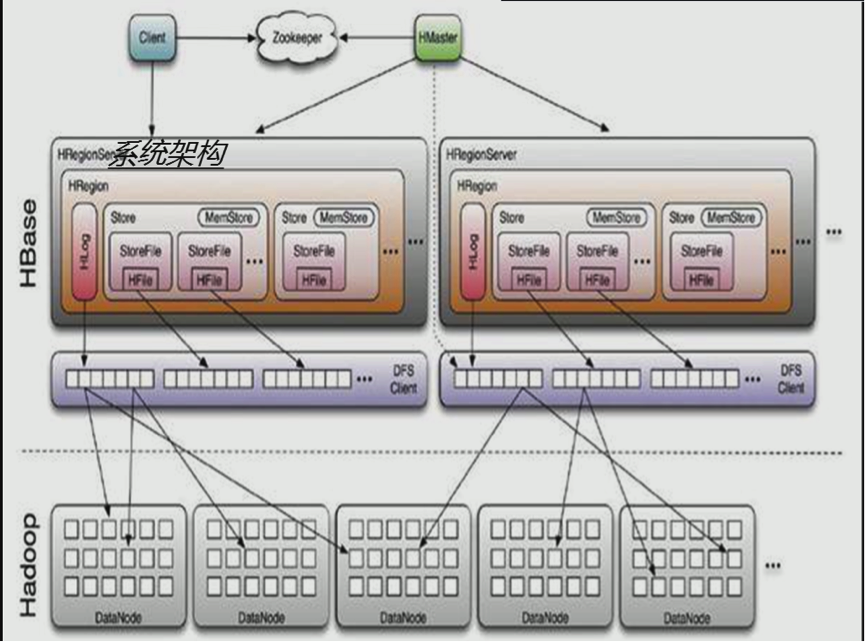 Client
Zookeeper
HMaster
系统架构
HBase
HRegionServer
HRegion
HLog
Store
MemStore
StoreFile
HFile
StoreFile
HFile
...
Store
MemStore
StoreFile
HFile
...
...
HRegionServer
HRegion
HLog
Store
MemStore
StoreFile
HFile
StoreFile
HFile
...
Store
MemStore
StoreFile
HFile
...
...
...
...
DFS
Client
...
DFS
Client
Hadoop
DataNode
DataNode
DataNode
DataNode
DataNode
...